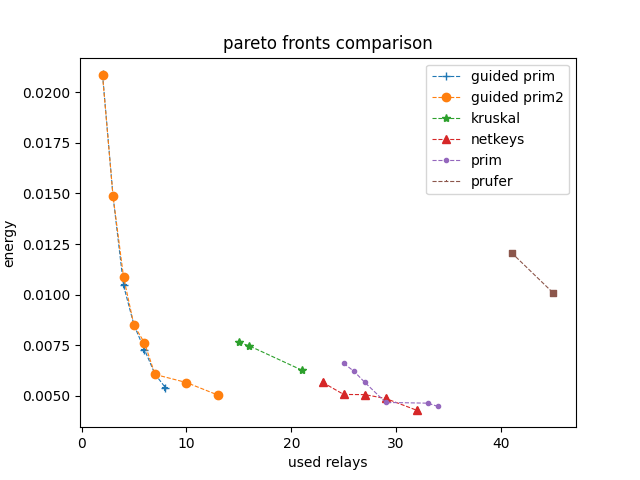 pareto fronts comparison
guided prim
guided prim2
kruskal
netkeys
prim
prufer
0.0200
0.0175
0.0150
0.0125
0.0100
0.0075
0.0050
energy
0 10 20 30 40
used relays